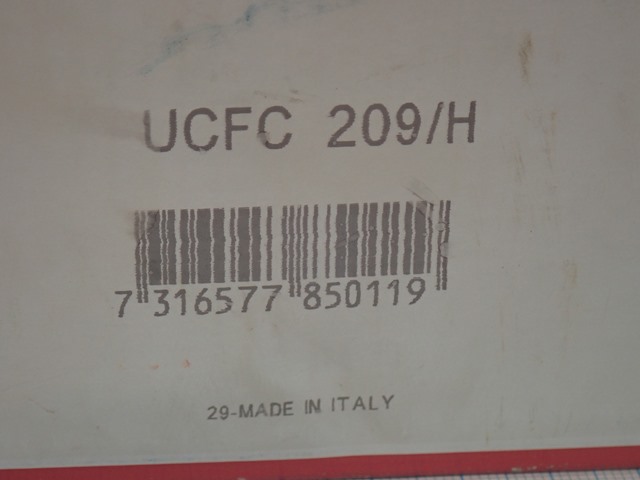 UCFC 209/H
7 316577 850119
29-MADE IN ITALY